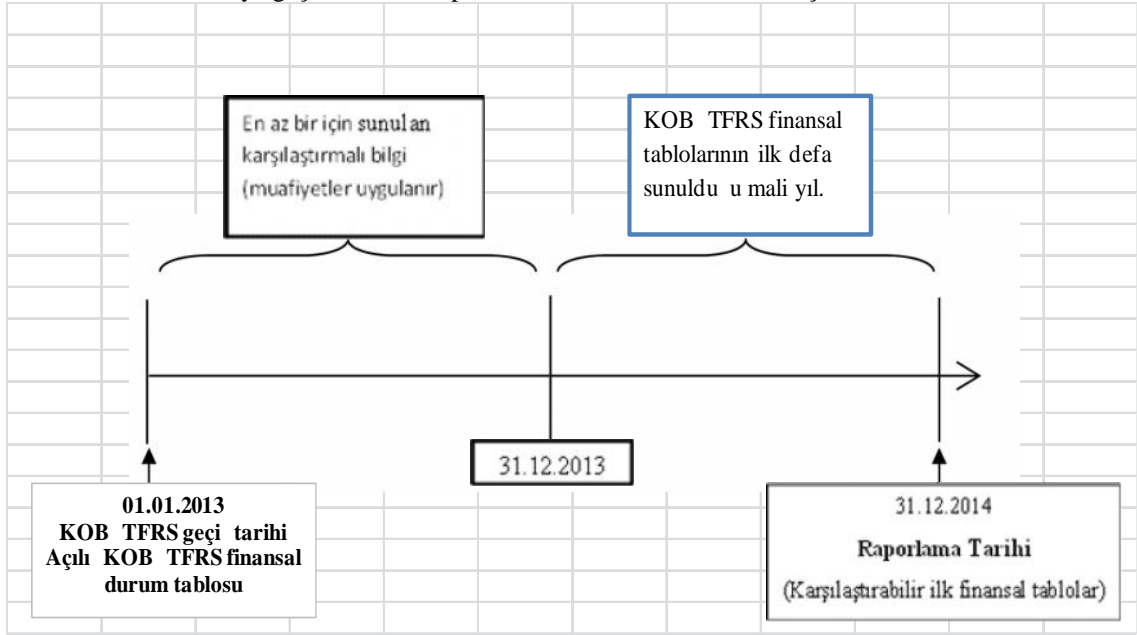 En az bir için sunulan
karşılaştırmalı bilgi
(muafiyetler uygulanır)
KOB TFRS finansal
tablolarının ilk defa
sunuldu u mali yıl.
31.12.2013
01.01.2013
KOB TFRS geçi tarihi
Açılı KOB TFRS finansal
durum tablosu
31.12.2014
Raporlama Tarihi
(Karşılaştırabilir ilk finansal tablolar)